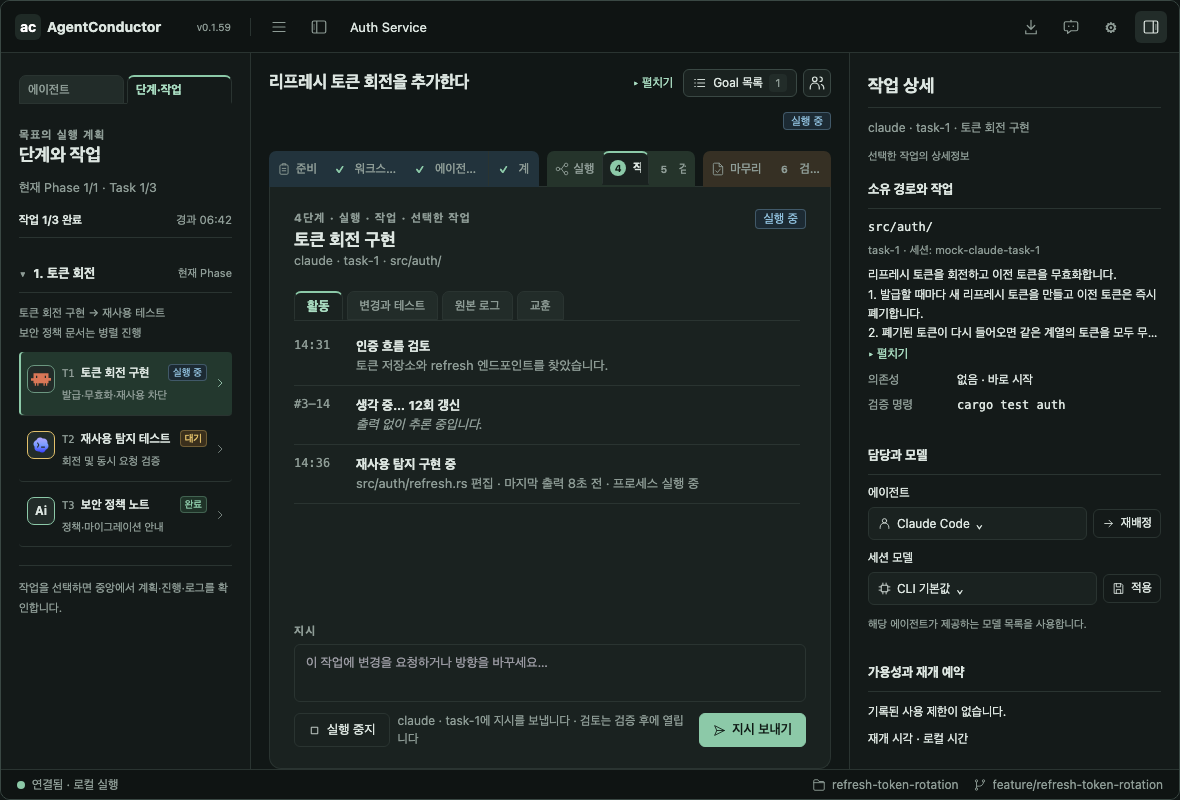 ac AgentConductor v0.1.59 Auth Service
에이전트 단계·작업
목표의 실행 계획
단계와 작업
현재 Phase 1/1 · Task 1/3
작업 1/3 완료 경과 06:42
1. 토큰 회전 현재 Phase
토큰 회전 구현 → 재사용 테스트
보안 정책 문서는 병렬 진행
T1 토큰 회전 구현 실행 중
발급·무효화·재사용 차단
T2 재사용 탐지 테스트 대기
회전 및 동시 요청 검증
Ai T3 보안 정책 노트 완료
정책·마이그레이션 안내
작업을 선택하면 중앙에서 계획·진행·로그를 확
인합니다.
리프레시 토큰 회전을 추가한다 펼치기 Goal 목록 1
실행 중
준비 워크스... 에이전... 계 실행 4 작 5 검 마무리 6 검...
4단계 · 실행 · 작업 · 선택한 작업 실행 중
토큰 회전 구현
claude · task-1 · src/auth/
활동 변경과 테스트 원본 로그 교훈
14:31 인증 흐름 검토
토큰 저장소와 refresh 엔드포인트를 찾았습니다.
#3–14 생각 중... 12회 갱신
출력 없이 추론 중입니다.
14:36 재사용 탐지 구현 중
src/auth/refresh.rs 편집 · 마지막 출력 8초 전 · 프로세스 실행 중
지시
이 작업에 변경을 요청하거나 방향을 바꾸세요...
실행 중지 claude · task-1에 지시를 보냅니다 · 검토는 검증 후에 열립
니다 지시 보내기
작업 상세
claude · task-1 · 토큰 회전 구현
선택한 작업의 상세정보
소유 경로와 작업
src/auth/
task-1 · 세션: mock-claude-task-1
리프레시 토큰을 회전하고 이전 토큰을 무효화합니다.
1. 발급할 때마다 새 리프레시 토큰을 만들고 이전 토큰은 즉시
폐기합니다.
2. 폐기된 토큰이 다시 들어오면 같은 계열의 토큰을 모두 무...
펼치기
의존성 없음 · 바로 시작
검증 명령 cargo test auth
담당과 모델
에이전트
Claude Code 재배정
세션 모델
CLI 기본값 적용
해당 에이전트가 제공하는 모델 목록을 사용합니다.
가용성과 재개 예약
기록된 사용 제한이 없습니다.
재개 시각 · 로컬 시간
연결됨 · 로컬 실행 refresh-token-rotation feature/refresh-token-rotation